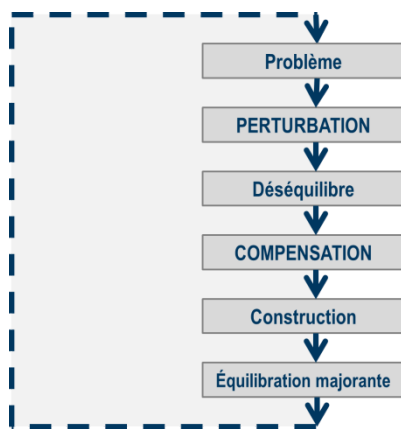 Problème
PERTURBATION
Déséquilibre
COMPENSATION
Construction
Équilibration majorante